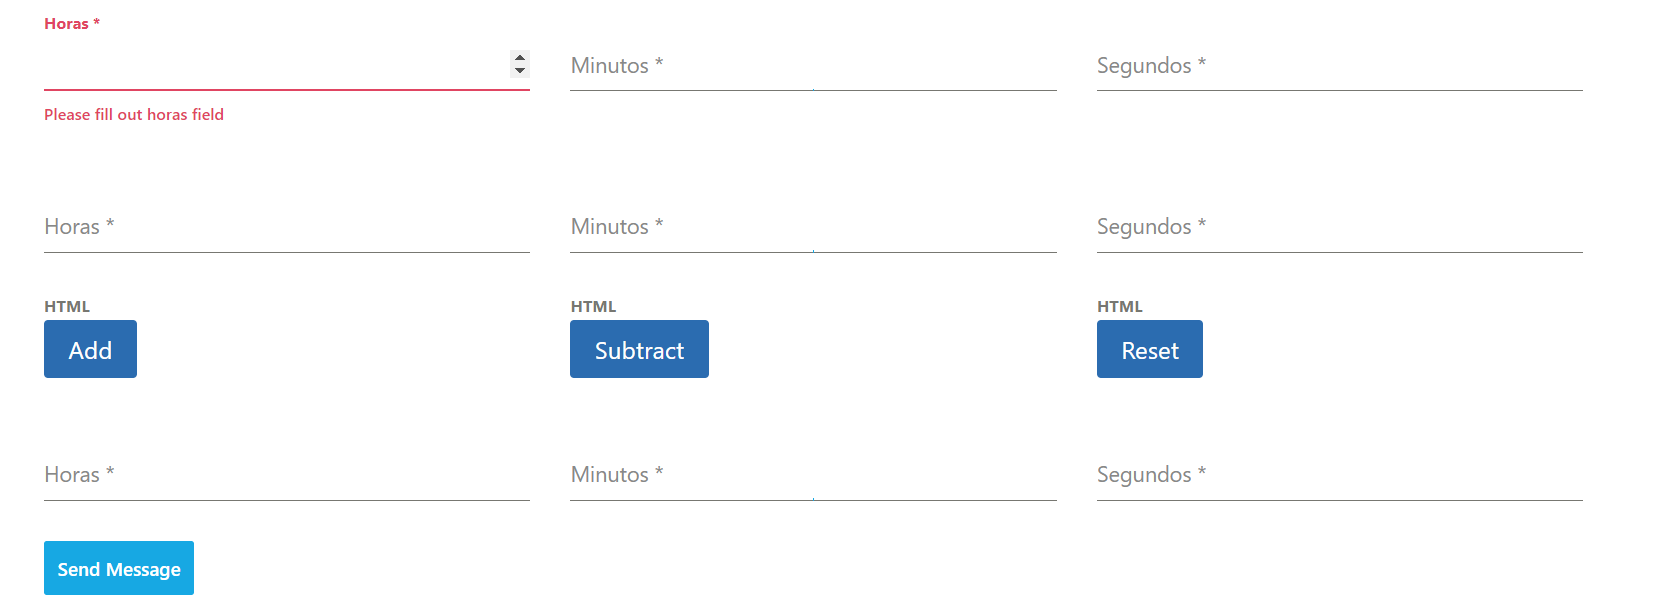 Horas *
Minutos *
Segundos *
Please fill out horas field
Horas *
Minutos *
Segundos *
HTML
HTML
HTML
Add
Subtract
Reset
Horas *
Minutos *
Segundos *
Send Message